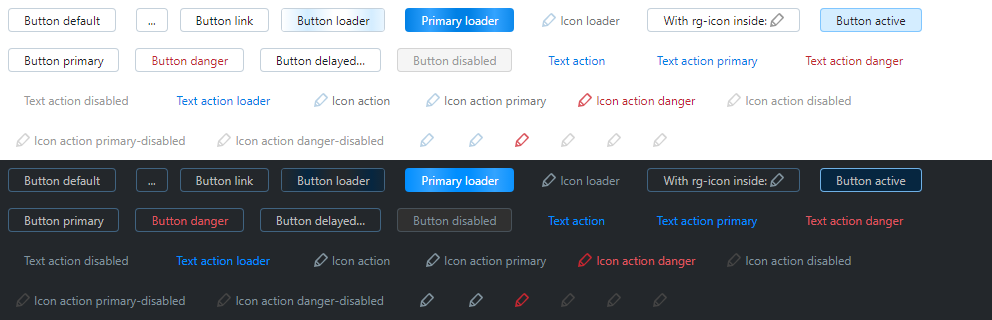 Button default ... Button link Button loader Primary loader Icon loader With rg-icon inside: Button active
Button primary Button danger Button delayed... Button disabled Text action Text action primary Text action danger
Text action disabled Text action loader Icon action Icon action primary Icon action danger Icon action disabled
Icon action primary-disabled Icon action danger-disabled
Button default ... Button link Button loader Primary loader Icon loader With rg-icon inside: Button active
Button primary Button danger Button delayed... Button disabled Text action Text action primary Text action danger
Text action disabled Text action loader Icon action Icon action primary Icon action danger Icon action disabled
Icon action primary-disabled Icon action danger-disabled